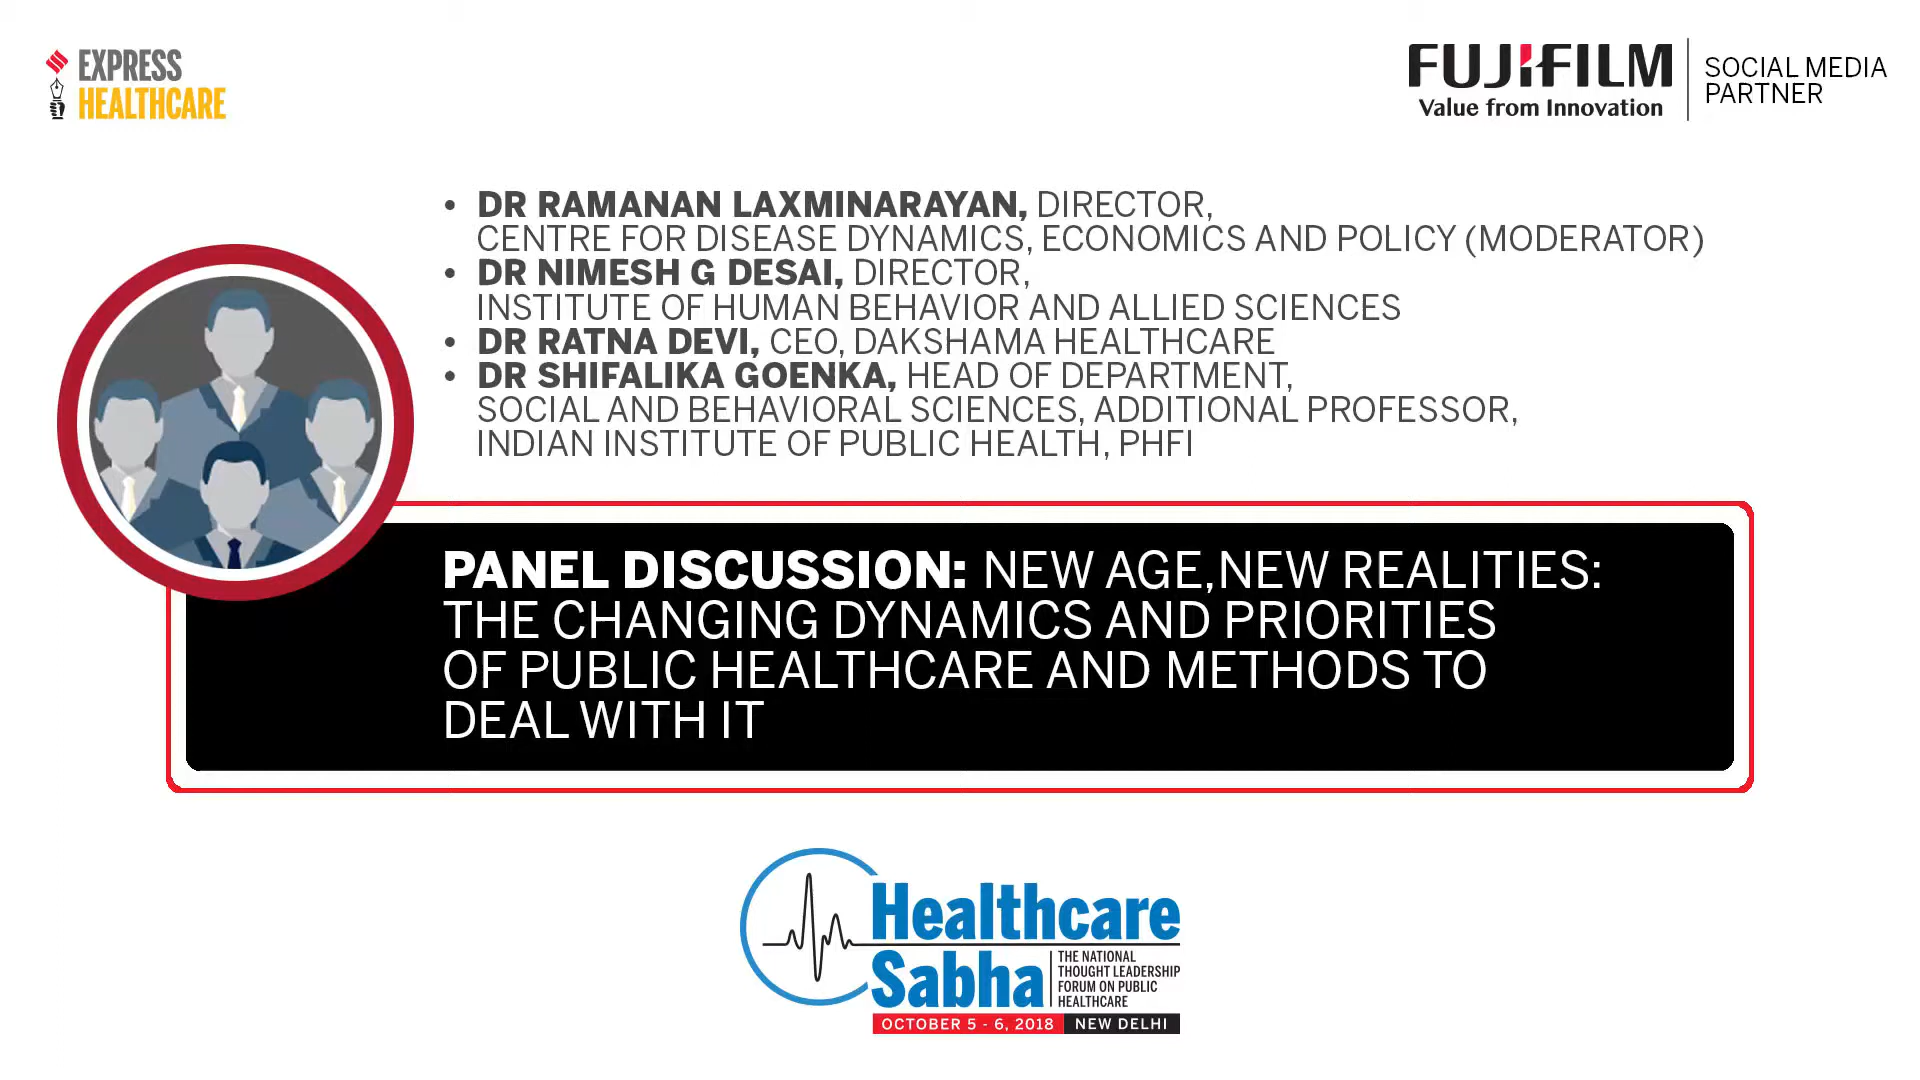 EXPRESS
HEALTHCARE
FUJIFILM
Value from Innovation
SOCIAL MEDIA
PARTNER
• DR RAMANAN LAXMINARAYAN, DIRECTOR,
CENTRE FOR DISEASE DYNAMICS, ECONOMICS AND POLICY (MODERATOR)
• DR NIMESH G DESAI, DIRECTOR,
INSTITUTE OF HUMAN BEHAVIOR AND ALLIED SCIENCES
• DR RATNA DEVI, CEO, DAKSHAMA HEALTHCARE
• DR SHIFALIKA GOENKA, HEAD OF DEPARTMENT,
SOCIAL AND BEHAVIORAL SCIENCES, ADDITIONAL PROFESSOR,
INDIAN INSTITUTE OF PUBLIC HEALTH, PHFI
PANEL DISCUSSION: NEW AGE,NEW REALITIES:
THE CHANGING DYNAMICS AND PRIORITIES
OF PUBLIC HEALTHCARE AND METHODS TO
DEAL WITH IT
Healthcare
Sabha
THE NATIONAL
THOUGHT LEADERSHIP
FORUM ON PUBLIC
HEALTHCARE
OCTOBER 5 - 6, 2018 NEW DELHI